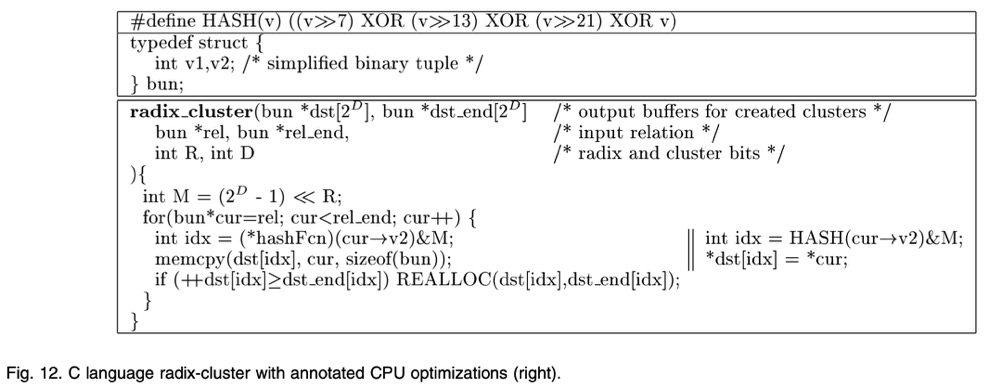 #define HASH(v) ((v≫7) XOR (v≫13) XOR (v≫21) XOR v)
typedef struct {
int v1,v2; /* simplified binary tuple */
} bun;
radix_cluster(bun *dst[2^D], bun *dst_end[2^D] /* output buffers for created clusters */
bun *rel, bun *rel_end, /* input relation */
int R, int D /* radix and cluster bits */
){
int M = (2^D - 1) ≪ R;
for(bun*cur=rel; cur<rel_end; cur++) {
int idx = (*hashFcn)(cur→v2)&M; ‖ int idx = HASH(cur→v2)&M;
memcpy(dst[idx], cur, sizeof(bun)); ‖ *dst[idx] = *cur;
if (++dst[idx]≥dst_end[idx]) REALLOC(dst[idx],dst_end[idx]);
}
}
Fig. 12. C language radix-cluster with annotated CPU optimizations (right).